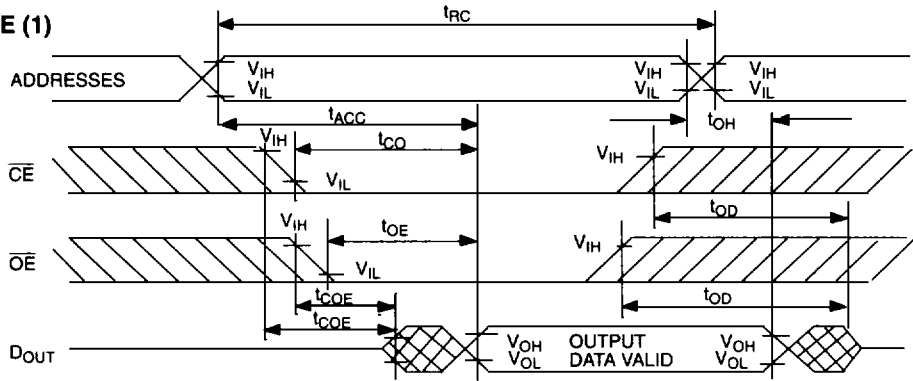 E (1)
tRC
ADDRESSES
VIH
VIL
VIH
VIL
VIH
VIL
tACC
tOH
VIH
tCO
VIH
CE
VIL
tOD
VIH
tOE
VIH
OE
VIL
tCOE
tOD
tCOE
DOUT
VOH OUTPUT VOH
VOL DATA VALID VOL